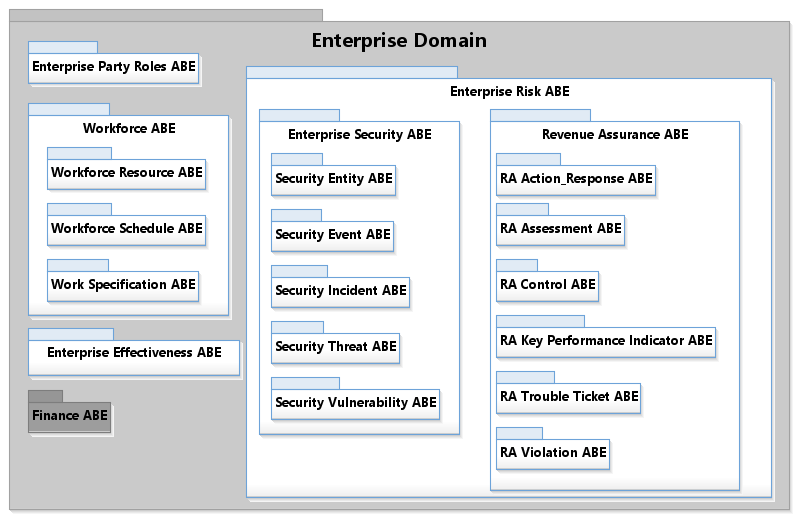 Enterprise Domain
Enterprise Party Roles ABE
Workforce ABE
Workforce Resource ABE
Workforce Schedule ABE
Work Specification ABE
Enterprise Effectiveness ABE
Finance ABE
Enterprise Risk ABE
Enterprise Security ABE
Security Entity ABE
Security Event ABE
Security Incident ABE
Security Threat ABE
Security Vulnerability ABE
Revenue Assurance ABE
RA Action_Response ABE
RA Assessment ABE
RA Control ABE
RA Key Performance Indicator ABE
RA Trouble Ticket ABE
RA Violation ABE